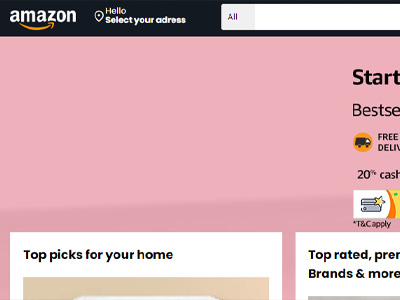 amazon
Hello
Select your adress
All
Start
Bestse
FREE
DELIV
20% cash
*T&C apply
Top picks for your home
Top rated, pren
Brands & more